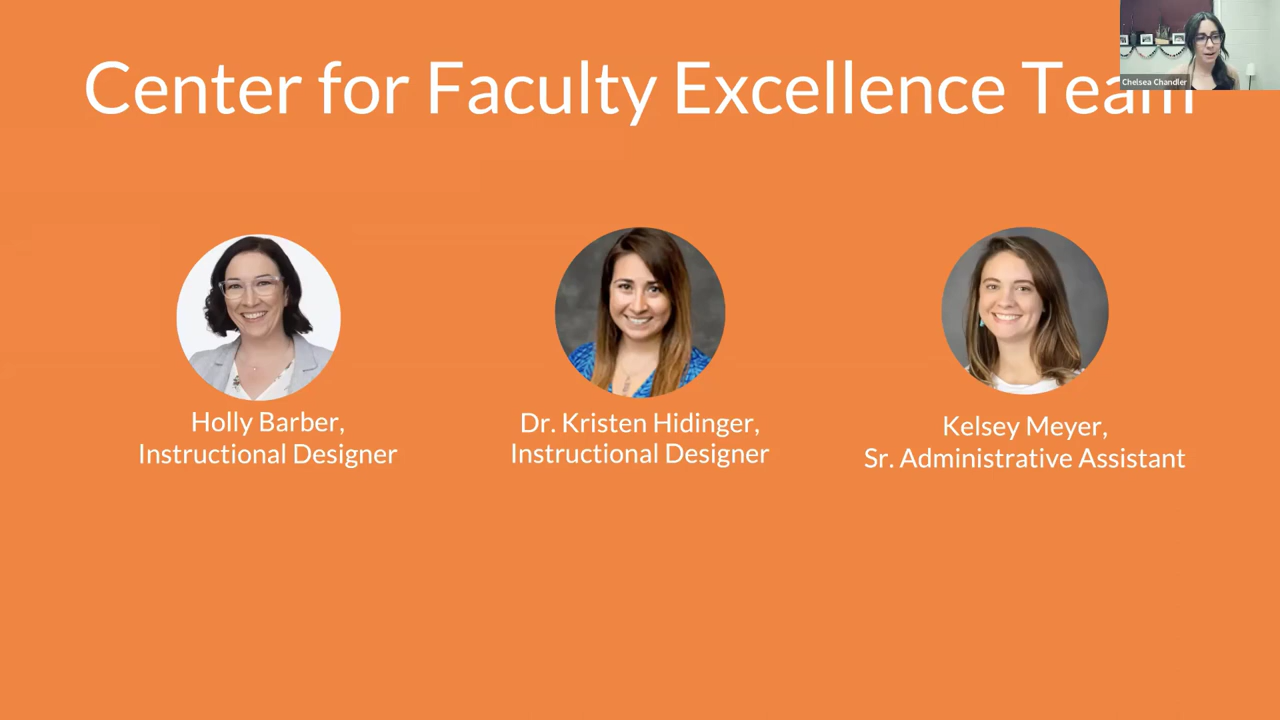 Center for Faculty Excellence Team
Chelsea Chandler
Holly Barber,
Instructional Designer
Dr. Kristen Hidinger,
Instructional Designer
Kelsey Meyer,
Sr. Administrative Assistant